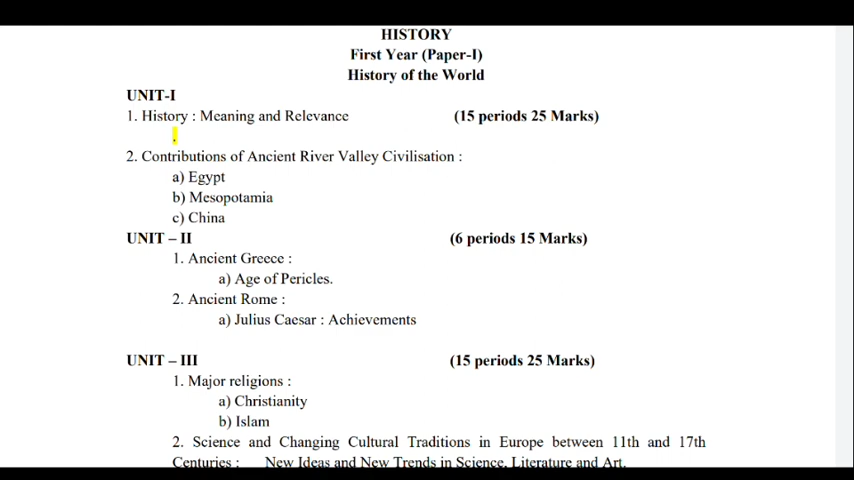 HISTORY
First Year (Paper-I)
History of the World
UNIT-I
1. History : Meaning and Relevance (15 periods 25 Marks)
.
2. Contributions of Ancient River Valley Civilisation :
a) Egypt
b) Mesopotamia
c) China
UNIT – II (6 periods 15 Marks)
1. Ancient Greece :
a) Age of Pericles.
2. Ancient Rome :
a) Julius Caesar : Achievements
UNIT – III (15 periods 25 Marks)
1. Major religions :
a) Christianity
b) Islam
2. Science and Changing Cultural Traditions in Europe between 11th and 17th
Centuries : New Ideas and New Trends in Science, Literature and Art.